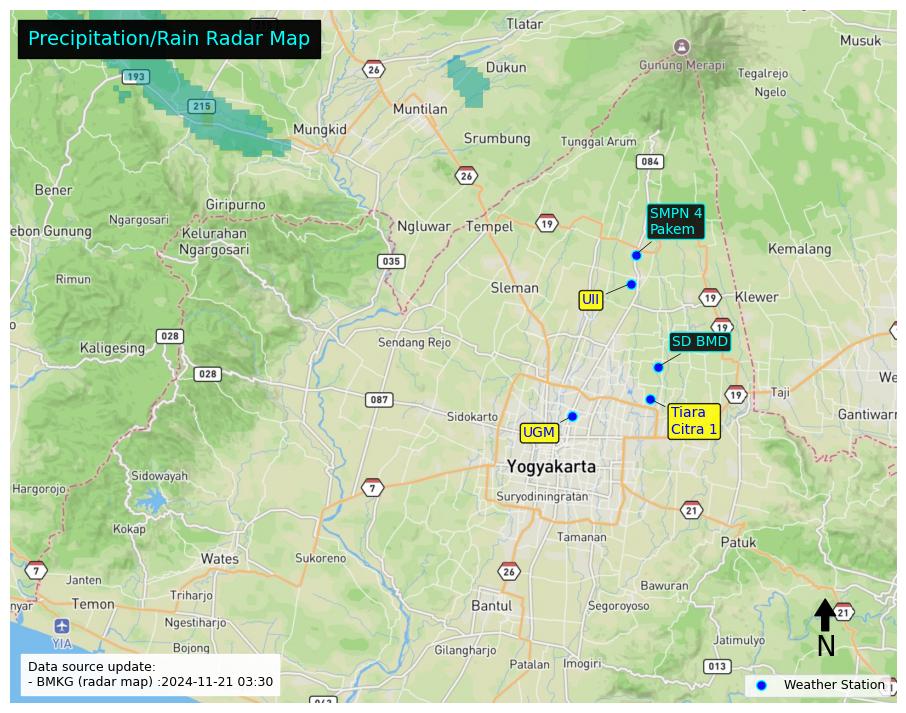 Precipitation/Rain Radar Map
Tlatar
Musuk
26
Gunung Merapi
Dukun
Tegalrejo
193
Ngelo
215
Muntilan
Mungkid
Srumbung
Tunggal Arum
084
26
Bener
Giripurno
SMPN 4
Pakem
Ngargosari
Ngluwar
Tempel
19
ebon Gunung
Kelurahan
Ngargosari
Kemalang
035
Rimun
Sleman
UII
19
Klewer
19
028
Kaligesing
Sendang Rejo
SD BMD
028
We
087
19
Taji
Sidokarto
Tiara
Citra 1
Gantiwarn
UGM
Yogyakarta
Sidowayah
Hargorojo
7
Suryodiningratan
21
Kokap
Tamanan
Patuk
Wates
Sukoreno
7
26
Janten
Bawuran
Triharjo
nyar
Temon
Bantul
Segoroyoso
21
Ngestiharjo
YIA
Jatimulyo
N
Bojong
Gilangharjo
Patalan
Imogiri
013
Data source update:
- BMKG (radar map) :2024-11-21 03:30
Weather Station